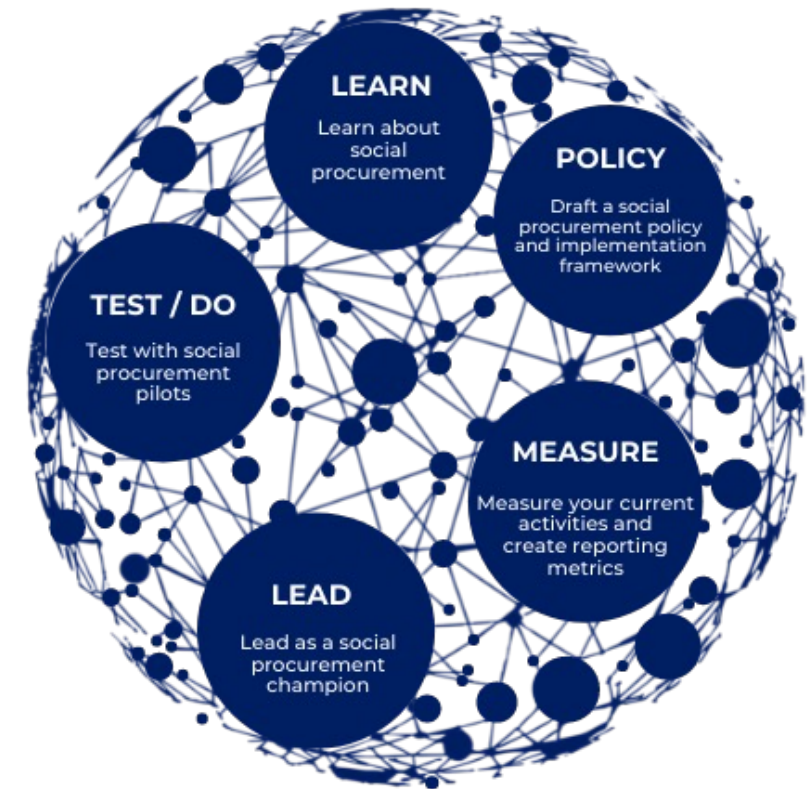 LEARN
Learn about
social
procurement
POLICY
Draft a social
procurement policy
and implementation
framework
TEST / DO
Test with social
procurement
pilots
MEASURE
Measure your current
activities and
create reporting
metrics
LEAD
Lead as a social
procurement
champion